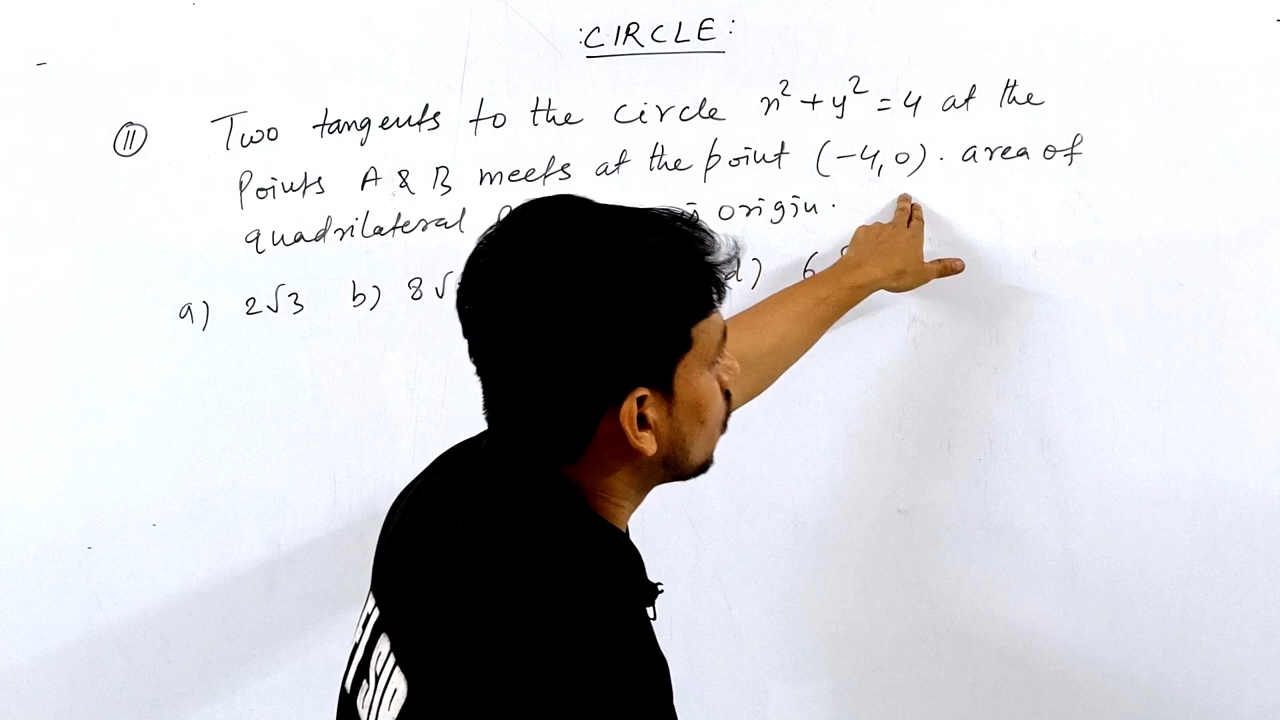 :CIRCLE:
11 Two tangents to the circle x² + y² = 4 at the
Points A & B meets at the point (-4,0). area of
quadrilateral origin.
a) 2√3 b) 8√ d) 6